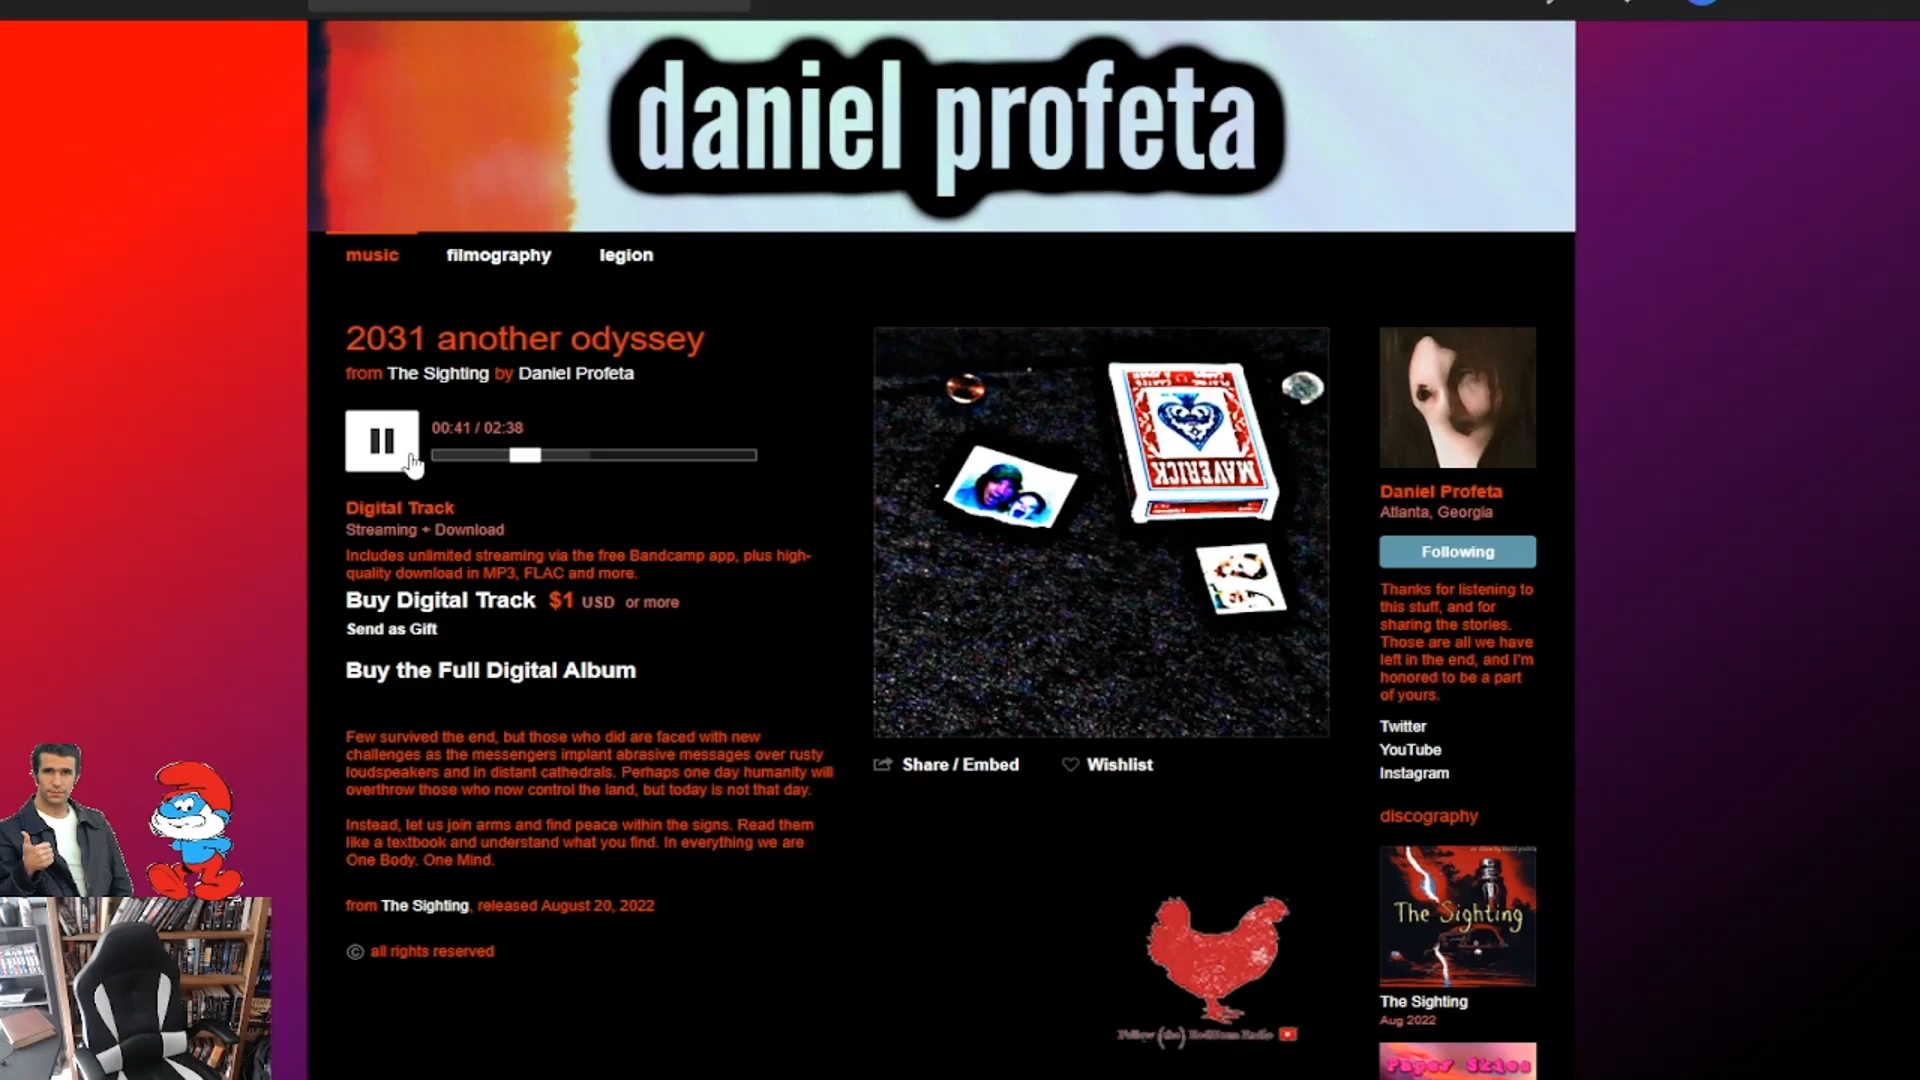 daniel profeta
music filmography legion
2031 another odyssey
from The Sighting by Daniel Profeta
00:41 / 02:38
Digital Track
Streaming + Download
Includes unlimited streaming via the free Bandcamp app, plus high-
quality download in MP3, FLAC and more.
Buy Digital Track $1 USD or more
Send as Gift
Buy the Full Digital Album
Few survived the end, but those who did are faced with new
challenges as the messengers implant abrasive messages over rusty
loudspeakers and in distant cathedrals. Perhaps one day humanity will
overthrow those who now control the land, but today is not that day.
Instead, let us join arms and find peace within the signs. Read them
like a textbook and understand what you find. In everything we are
One Body. One Mind.
from The Sighting, released August 20, 2022
© all rights reserved
MAVERICK
Share / Embed Wishlist
Follow (the) RedHenn Radio
Daniel Profeta
Atlanta, Georgia
Following
Thanks for listening to
this stuff, and for
sharing the stories.
Those are all we have
left in the end, and I'm
honored to be a part
of yours.
Twitter
YouTube
Instagram
discography
The Sighting
The Sighting
Aug 2022
Paper Skies